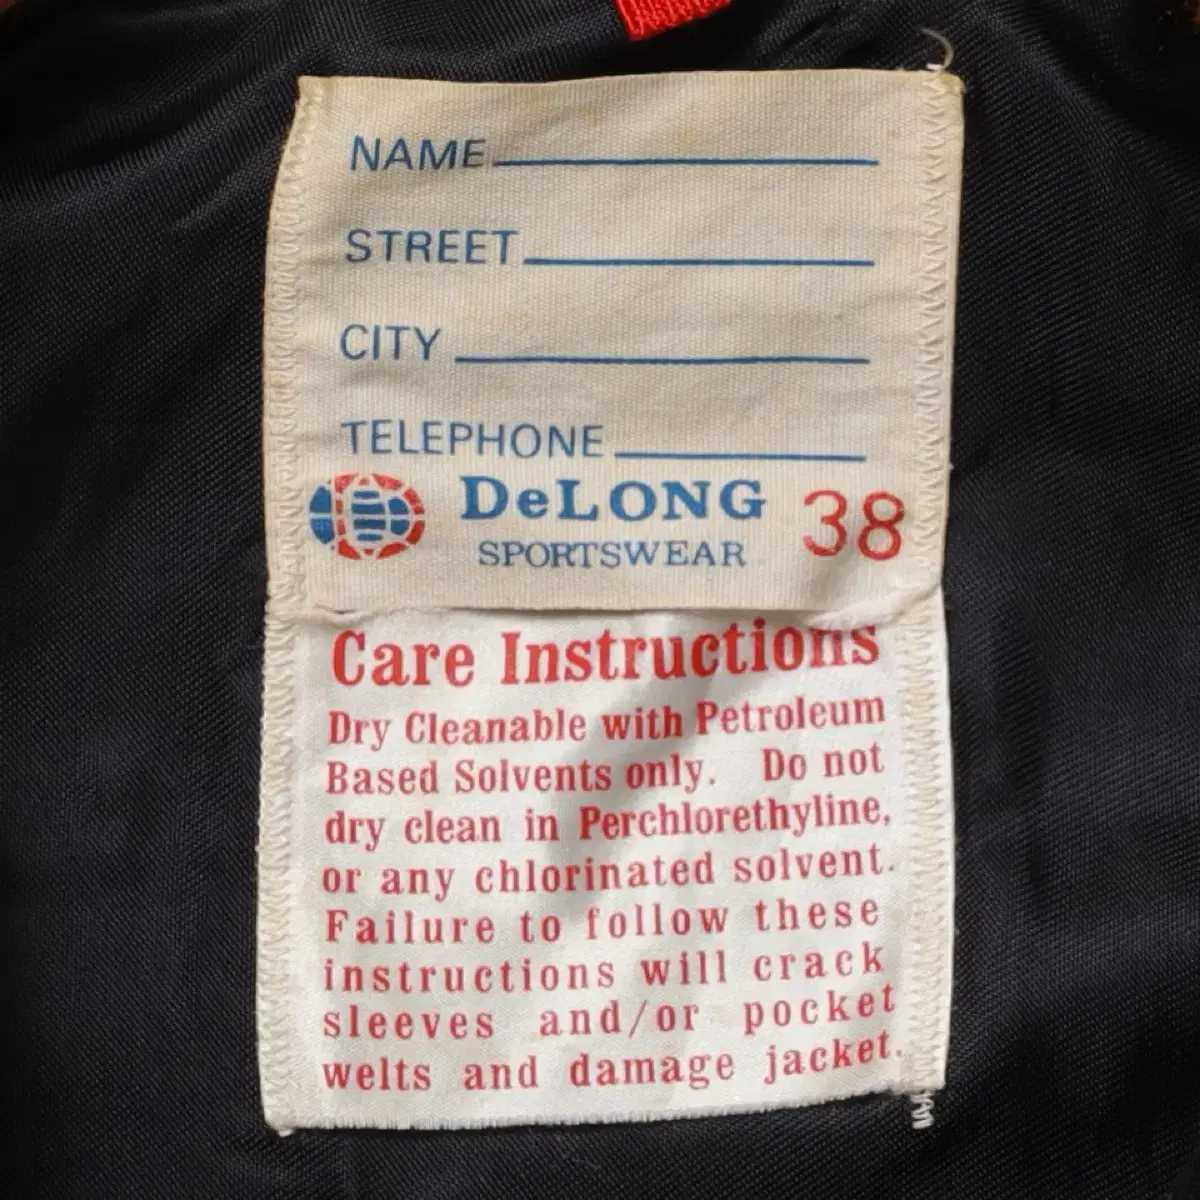 NAME
STREET
CITY
TELEPHONE
DeLONG 38
SPORTSWEAR
Care Instructions
Dry Cleanable with Petroleum
Based Solvents only. Do not
dry clean in Perchlorethyline,
or any chlorinated solvent.
Failure to follow these
instructions will crack
sleeves and/or pocket
welts and damage jacket.